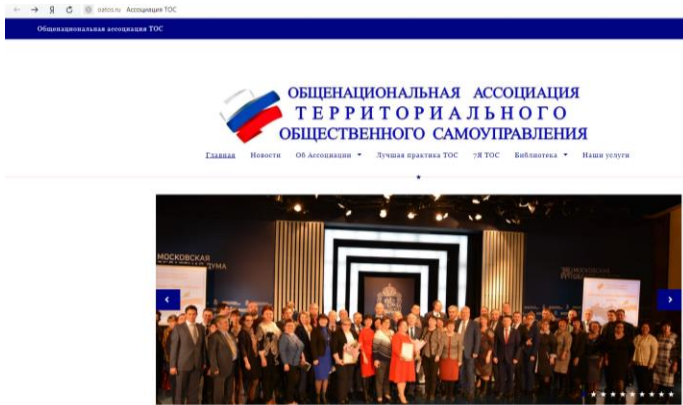 oatos.ru Ассоциация ТОС
Общенациональная ассоциация ТОС
ОБЩЕНАЦИОНАЛЬНАЯ АССОЦИАЦИЯ
ТЕРРИТОРИАЛЬНОГО
ОБЩЕСТВЕННОГО САМОУПРАВЛЕНИЯ
Главная Новости Об Ассоциации Лучшая практика ТОС 7Я ТОС Библиотека Наши услуги
МОСКОВСКАЯ
ДУМА
МОСКОВСКАЯ